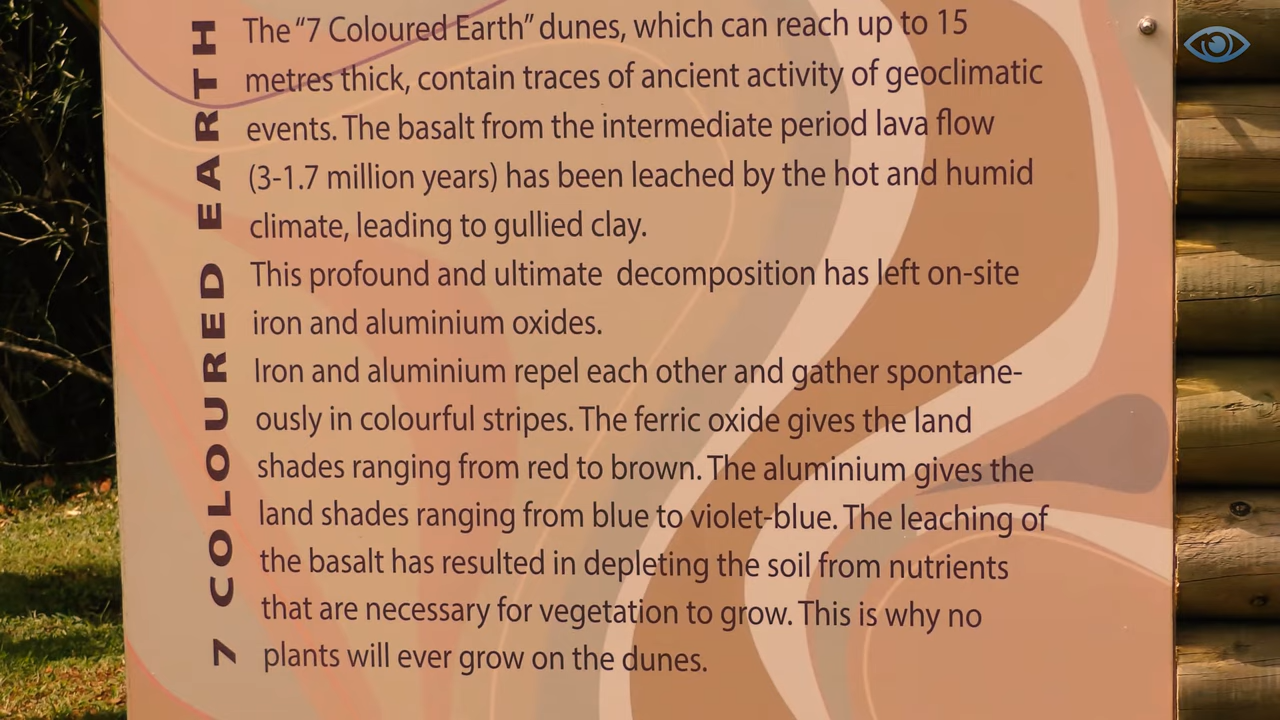 7 COLOURED EARTH
The “7 Coloured Earth” dunes, which can reach up to 15
metres thick, contain traces of ancient activity of geoclimatic
events. The basalt from the intermediate period lava flow
(3-1.7 million years) has been leached by the hot and humid
climate, leading to gullied clay.
This profound and ultimate decomposition has left on-site
iron and aluminium oxides.
Iron and aluminium repel each other and gather spontane-
ously in colourful stripes. The ferric oxide gives the land
shades ranging from red to brown. The aluminium gives the
land shades ranging from blue to violet-blue. The leaching of
the basalt has resulted in depleting the soil from nutrients
that are necessary for vegetation to grow. This is why no
plants will ever grow on the dunes.